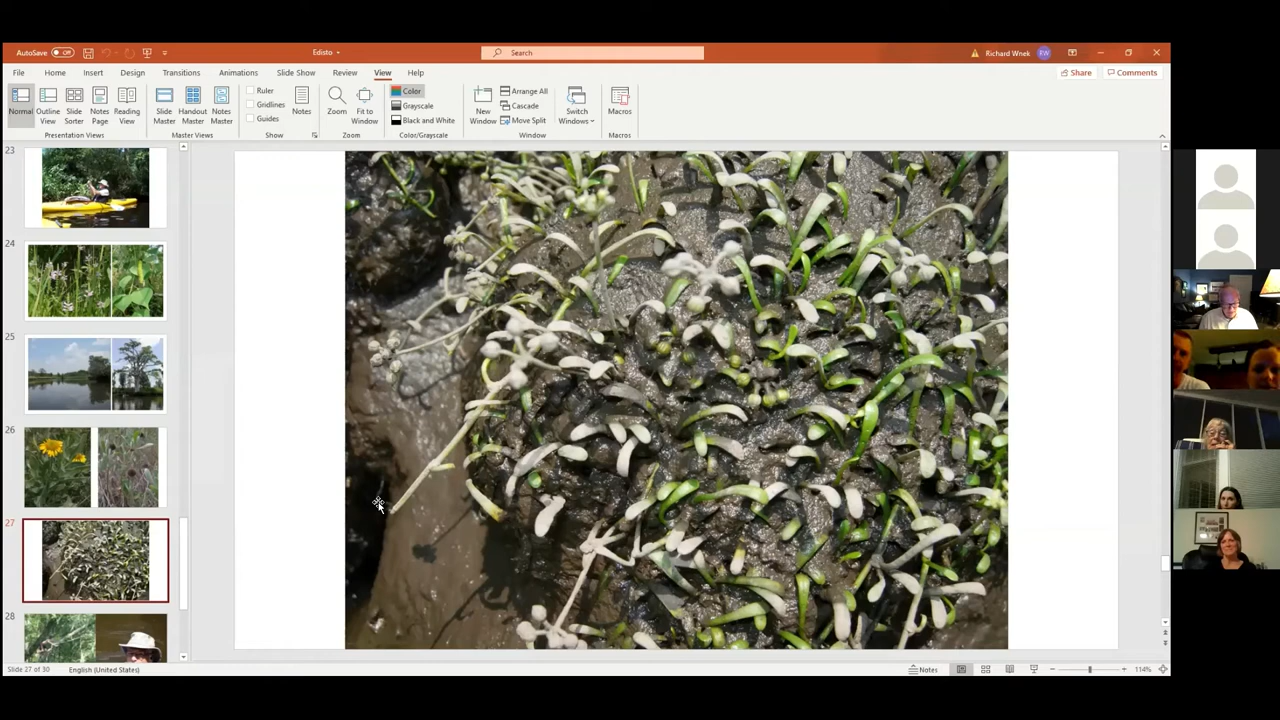 AutoSave Off
Edisto
Search
Richard Wnek RW
File Home Insert Design Transitions Animations Slide Show Review View Help
Share Comments
Normal
Outline View
Slide Sorter
Notes Page
Reading View
Presentation Views
Slide Master
Handout Master
Notes Master
Master Views
Ruler
Gridlines
Guides
Show
Notes
Zoom
Fit to Window
Zoom
Color
Grayscale
Black and White
Color/Grayscale
New Window
Arrange All
Cascade
Move Split
Switch Windows
Window
Macros
Macros
23
24
25
26
27
28
Slide 27 of 30 English (United States)
Notes
114%